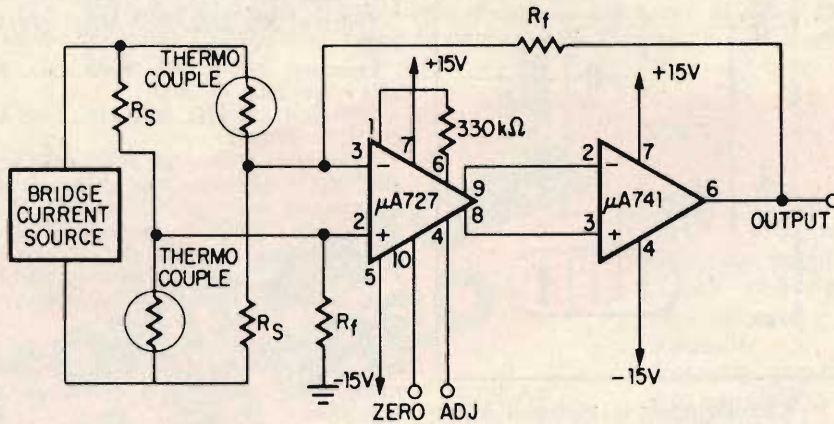 Rf
THERMO
COUPLE
+15V
+15V
RS
330kΩ
1
7
6
3
−
9
2
−
7
BRIDGE
CURRENT
SOURCE
μA727
8
μA741
6
OUTPUT
2
+
4
3
+
4
THERMO
COUPLE
5
10
RS
Rf
-15V
-15V
ZERO ADJ